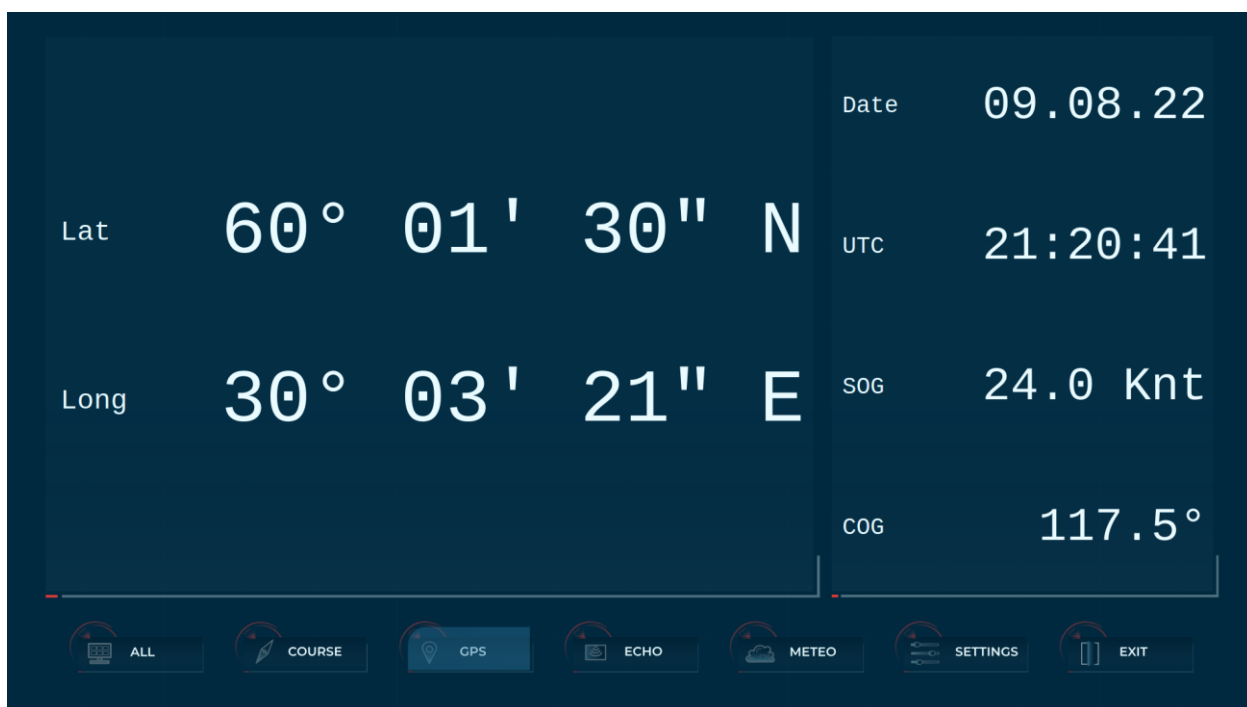 Lat 60° 01' 30" N
Long 30° 03' 21" E
Date 09.08.22
UTC 21:20:41
SOG 24.0 Knt
COG 117.5°
ALL COURSE GPS ECHO METEO SETTINGS EXIT